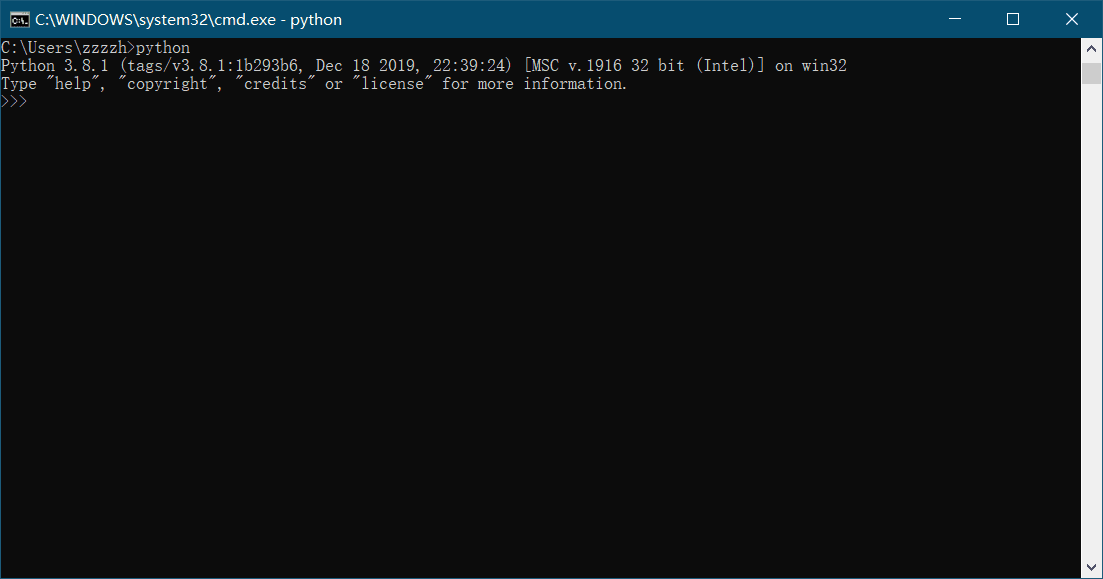 C:\WINDOWS\system32\cmd.exe - python
C:\Users\zzzzh>python
Python 3.8.1 (tags/v3.8.1:1b293b6, Dec 18 2019, 22:39:24) [MSC v.1916 32 bit (Intel)] on win32
Type "help", "copyright", "credits" or "license" for more information.
>>>